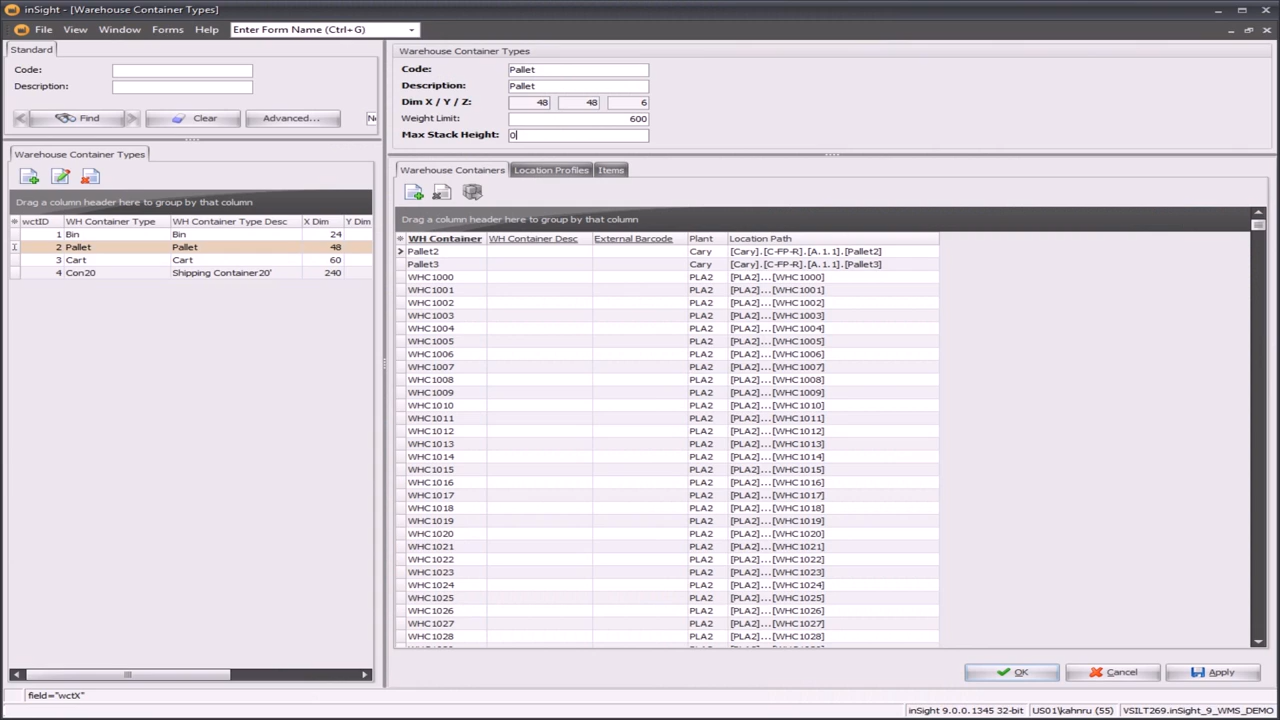 inSight - [Warehouse Container Types]
File View Window Forms Help Enter Form Name (Ctrl+G)
Standard
Code:
Description:
Find Clear Advanced...
Warehouse Container Types
Drag a column header here to group by that column
wctID WH Container Type WH Container Type Desc X Dim Y Dim
1 Bin Bin 24
2 Pallet Pallet 48
3 Cart Cart 60
4 Con20 Shipping Container20' 240
Warehouse Container Types
Code: Pallet
Description: Pallet
Dim X / Y / Z: 48 48 6
Weight Limit: 600
Max Stack Height: 0
Warehouse Containers Location Profiles Items
Drag a column header here to group by that column
WH Container WH Container Desc External Barcode Plant Location Path
Pallet2 Cary [Cary].[C-FP-R].[A.1.1].[Pallet2]
Pallet3 Cary [Cary].[C-FP-R].[A.1.1].[Pallet3]
WHC1000 PLA2 [PLA2]...[WHC1000]
WHC1001 PLA2 [PLA2]...[WHC1001]
WHC1002 PLA2 [PLA2]...[WHC1002]
WHC1003 PLA2 [PLA2]...[WHC1003]
WHC1004 PLA2 [PLA2]...[WHC1004]
WHC1005 PLA2 [PLA2]...[WHC1005]
WHC1006 PLA2 [PLA2]...[WHC1006]
WHC1007 PLA2 [PLA2]...[WHC1007]
WHC1008 PLA2 [PLA2]...[WHC1008]
WHC1009 PLA2 [PLA2]...[WHC1009]
WHC1010 PLA2 [PLA2]...[WHC1010]
WHC1011 PLA2 [PLA2]...[WHC1011]
WHC1012 PLA2 [PLA2]...[WHC1012]
WHC1013 PLA2 [PLA2]...[WHC1013]
WHC1014 PLA2 [PLA2]...[WHC1014]
WHC1015 PLA2 [PLA2]...[WHC1015]
WHC1016 PLA2 [PLA2]...[WHC1016]
WHC1017 PLA2 [PLA2]...[WHC1017]
WHC1018 PLA2 [PLA2]...[WHC1018]
WHC1019 PLA2 [PLA2]...[WHC1019]
WHC1020 PLA2 [PLA2]...[WHC1020]
WHC1021 PLA2 [PLA2]...[WHC1021]
WHC1022 PLA2 [PLA2]...[WHC1022]
WHC1023 PLA2 [PLA2]...[WHC1023]
WHC1024 PLA2 [PLA2]...[WHC1024]
WHC1025 PLA2 [PLA2]...[WHC1025]
WHC1026 PLA2 [PLA2]...[WHC1026]
WHC1027 PLA2 [PLA2]...[WHC1027]
WHC1028 PLA2 [PLA2]...[WHC1028]
OK Cancel Apply
field="wctX"
inSight 9.0.0.1345 32-bit US01\kahnru (55) VSILT269.inSight_9_WMS_DEMO